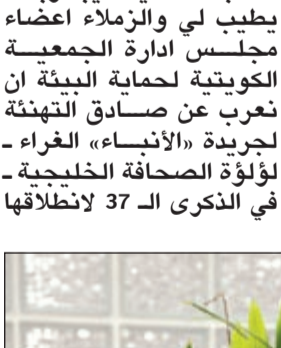 يطيب لي والزملاء اعضاء
مجلس ادارة الجمعية
الكويتية لحماية البيئة ان
نعرب عن صادق التهنئة
لجريدة «الأنباء» الغراء ـ
لؤلؤة الصحافة الخليجية ـ
في الذكرى الـ 37 لانطلاقها